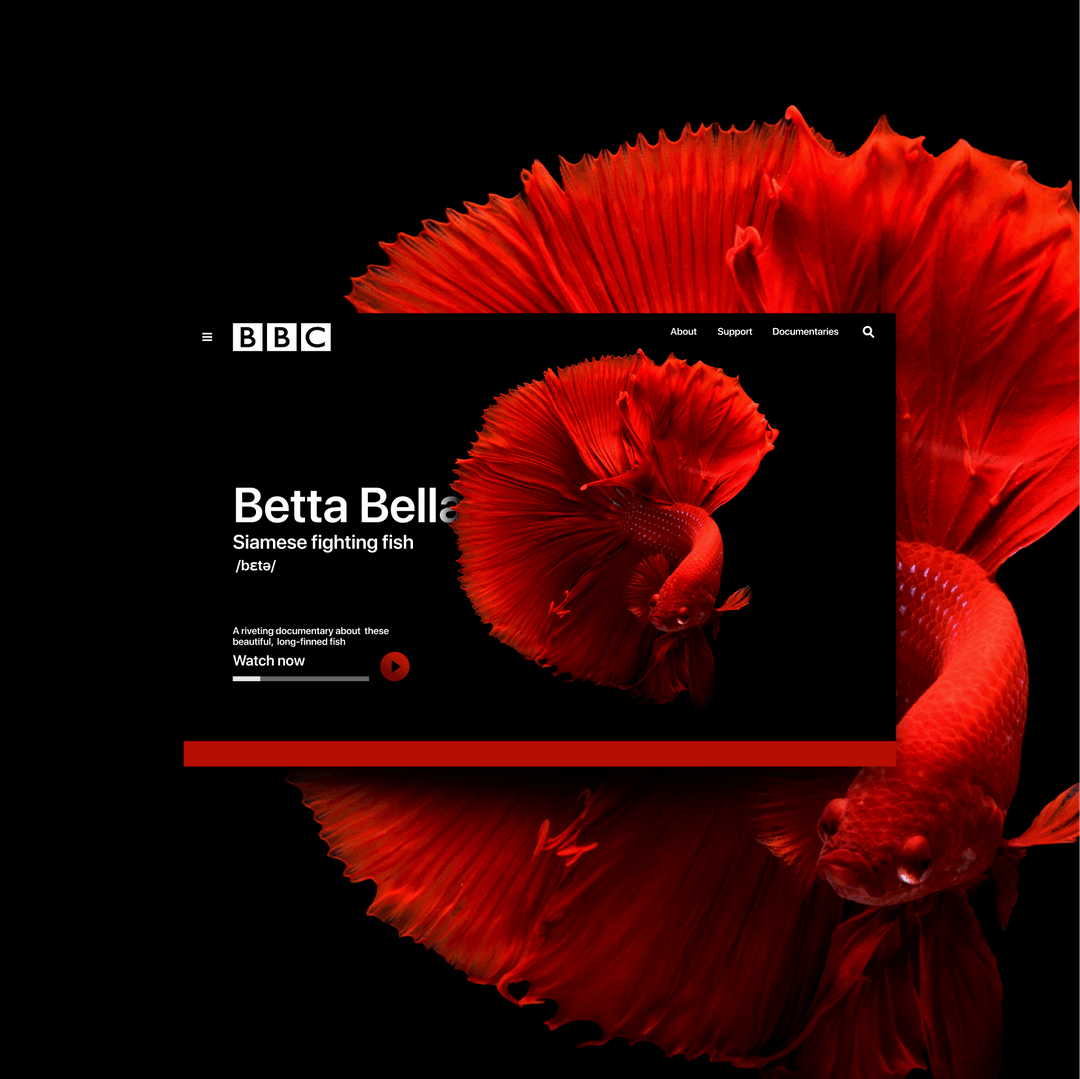 BBC
About Support Documentaries
Betta Bella
Siamese fighting fish
/bɛtə/
A riveting documentary about these
beautiful, long-finned fish
Watch now